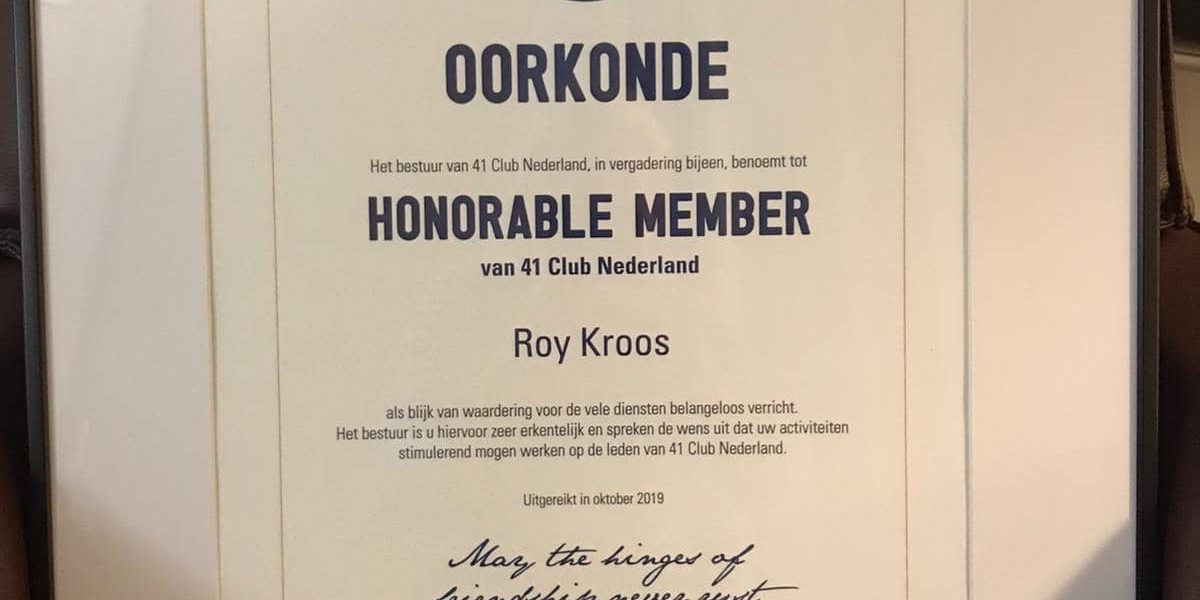 OORKONDE
Het bestuur van 41 Club Nederland, in vergadering bijeen, benoemt tot
HONORABLE MEMBER
van 41 Club Nederland
Roy Kroos
als blijk van waardering voor de vele diensten belangeloos verricht.
Het bestuur is u hiervoor zeer erkentelijk en spreken de wens uit dat uw activiteiten
stimulerend mogen werken op de leden van 41 Club Nederland.
Uitgereikt in oktober 2019
May the hinges of
friendship never rust.